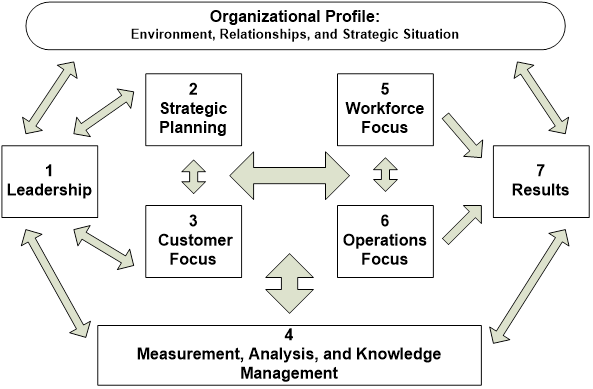 Organizational Profile:
Environment, Relationships, and Strategic Situation
2
Strategic
Planning
5
Workforce
Focus
1
Leadership
7
Results
3
Customer
Focus
6
Operations
Focus
4
Measurement, Analysis, and Knowledge
Management